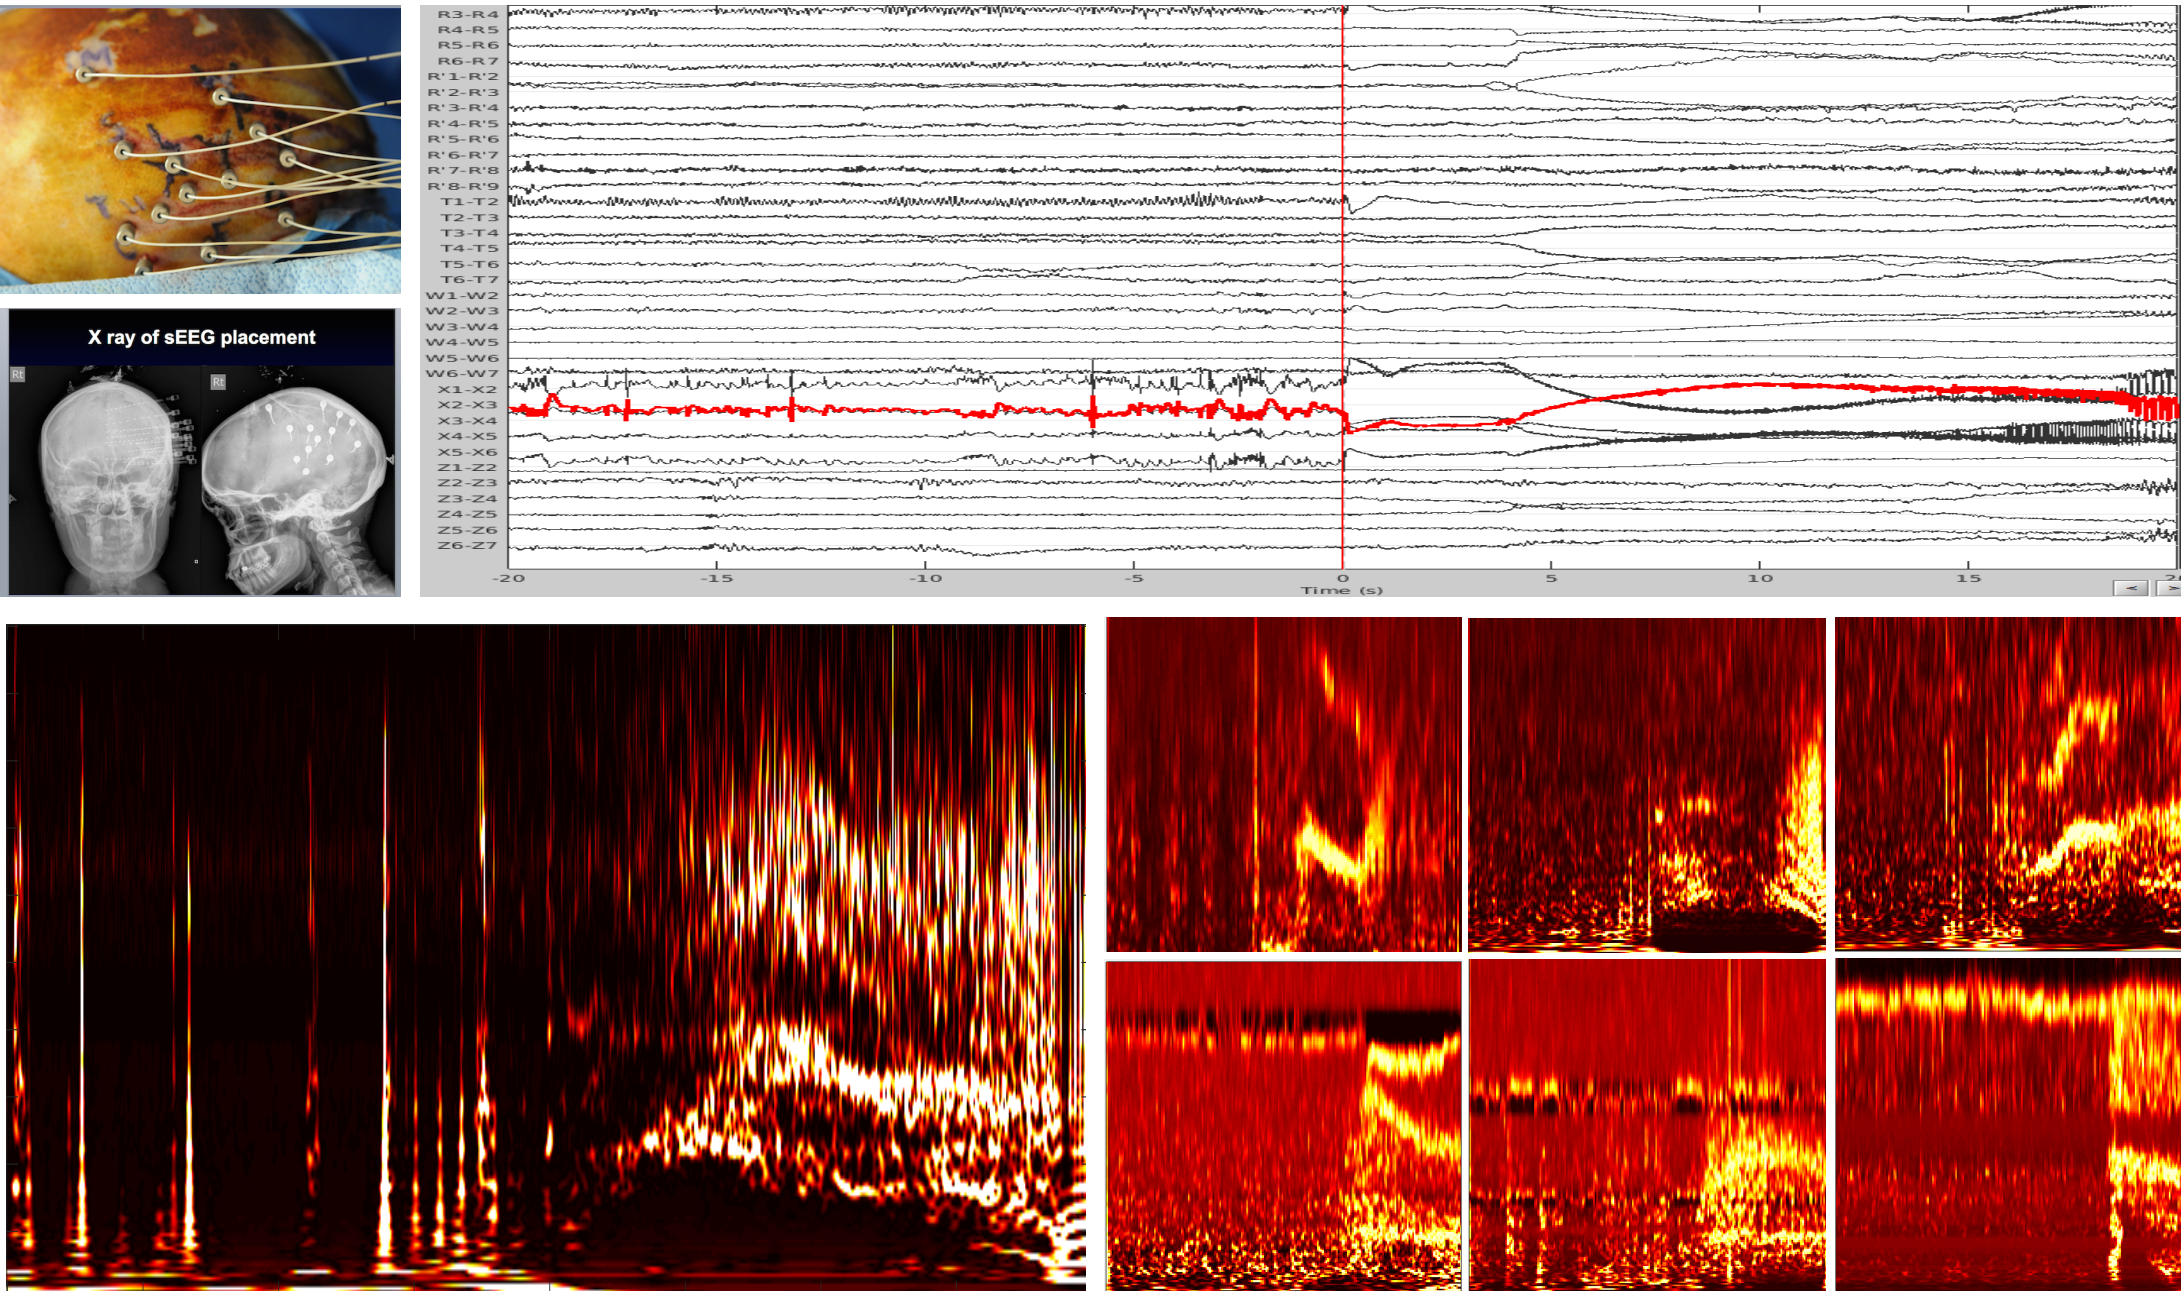 X ray of sEEG placement
Rt
Rt
R3-R4
R4-R5
R5-R6
R6-R7
R'1-R'2
R'2-R'3
R'3-R'4
R'4-R'5
R'5-R'6
R'6-R'7
R'7-R'8
R'8-R'9
T1-T2
T2-T3
T3-T4
T4-T5
T5-T6
T6-T7
W1-W2
W2-W3
W3-W4
W4-W5
W5-W6
W6-W7
X1-X2
X2-X3
X3-X4
X4-X5
X5-X6
Z1-Z2
Z2-Z3
Z3-Z4
Z4-Z5
Z5-Z6
Z6-Z7
-20 -15 -10 -5 0 5 10 15
Time (s)
< >